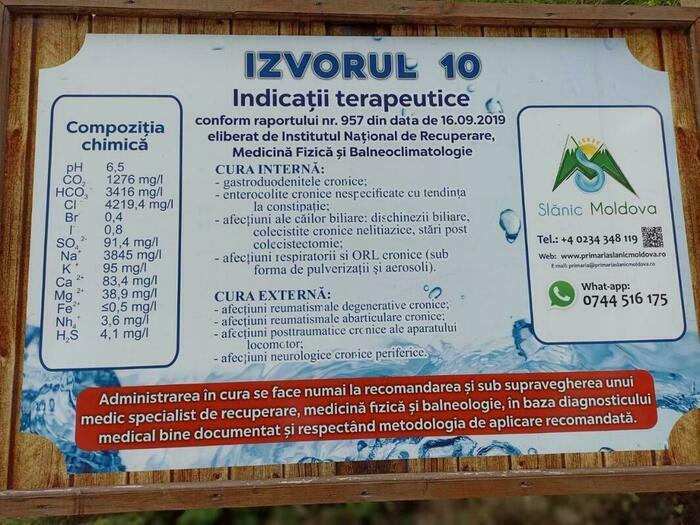 IZVORUL 10
Indicații terapeutice
conform raportului nr. 957 din data de 16.09.2019
eliberat de Institutul Național de Recuperare,
Medicină Fizică și Balneoclimatologie
Compoziția
chimică
pH 6,5
CO₂ 1276 mg/l
HCO₃⁻ 3416 mg/l
Cl⁻ 4219,4 mg/l
Br⁻ 0,4
I⁻ 0,8
SO₄²⁻ 91,4 mg/l
Na⁺ 3845 mg/l
K⁺ 95 mg/l
Ca²⁺ 83,4 mg/l
Mg²⁺ 38,9 mg/l
Fe²⁺ ≤0,5 mg/l
Nh₄⁺ 3,6 mg/l
H₂S 4,1 mg/l
CURA INTERNĂ:
- gastroduodenitele cronice;
- enterocolite cronice nespecificate cu tendința
la constipație;
- afecțiuni ale căilor biliare: dischinezii biliare,
colecistite cronice nelitiazice, stări post
colecistectomie;
- afecțiuni respiratorii si ORL cronice (sub
forma de pulverizații și aerosoli).
CURA EXTERNĂ:
- afecțiuni reumatismale degenerative cronice;
- afecțiuni reumatismale abarticulare cronice;
- afecțiuni posttraumatice cronice ale aparatului
locomotor;
- afecțiuni neurologice cronice periferice.
Slănic Moldova
Tel.: +4 0234 348 119
Web: www.primariaslanicmoldova.ro
E-mail: primaria@primariaslanicmoldova.ro
What-app:
0744 516 175
Administrarea în cura se face numai la recomandarea și sub supravegherea unui
medic specialist de recuperare, medicină fizică și balneologie, în baza diagnosticului
medical bine documentat și respectând metodologia de aplicare recomandată.